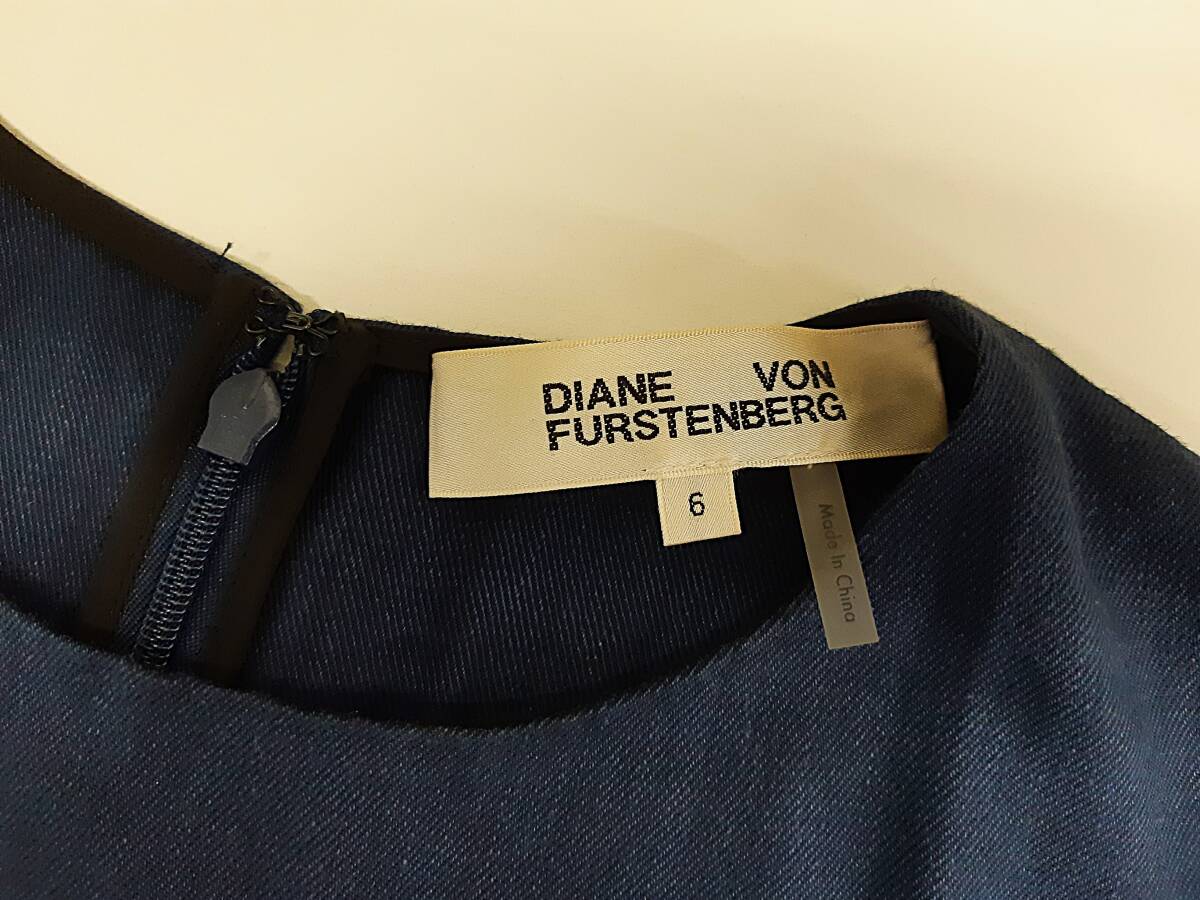 DIANE VON
FURSTENBERG
6
Made In China